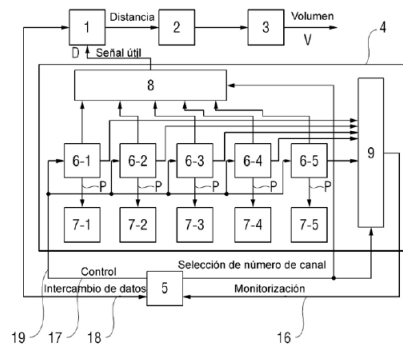 1 Distancia 2 3 Volumen
V
D Señal útil
4
8
6-1 6-2 6-3 6-4 6-5 9
P P P P P
7-1 7-2 7-3 7-4 7-5
Control Selección de número de canal
Intercambio de datos 5 Monitorización
19 17 18 16